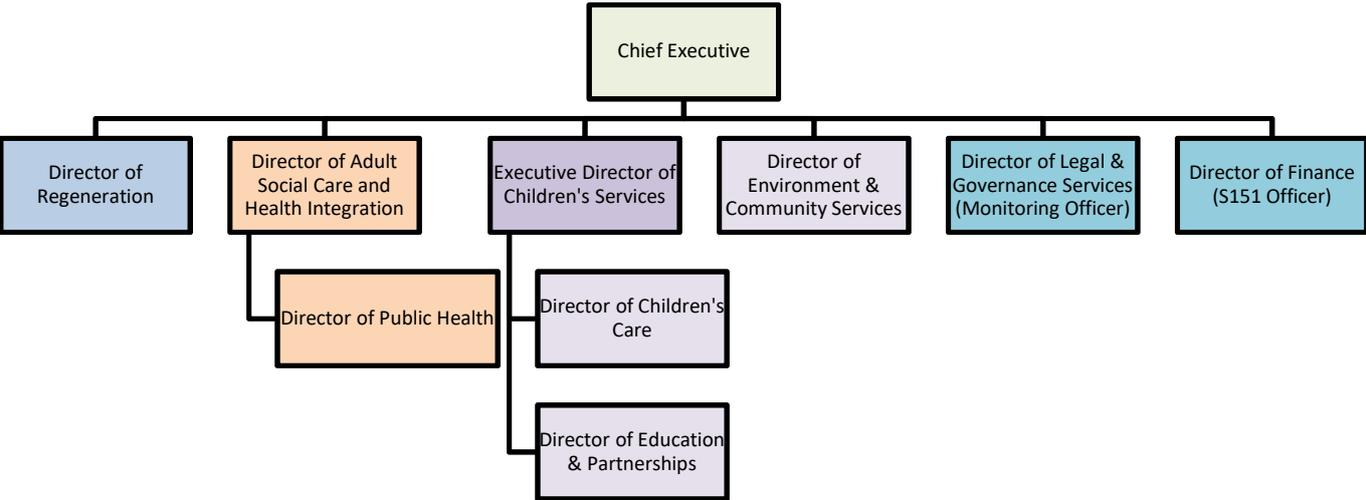 Chief Executive
Director of
Regeneration
Director of Adult
Social Care and
Health Integration
Executive Director of
Children's Services
Director of
Environment &
Community Services
Director of Legal &
Governance Services
(Monitoring Officer)
Director of Finance
(S151 Officer)
Director of Public Health
Director of Children's
Care
Director of Education
& Partnerships